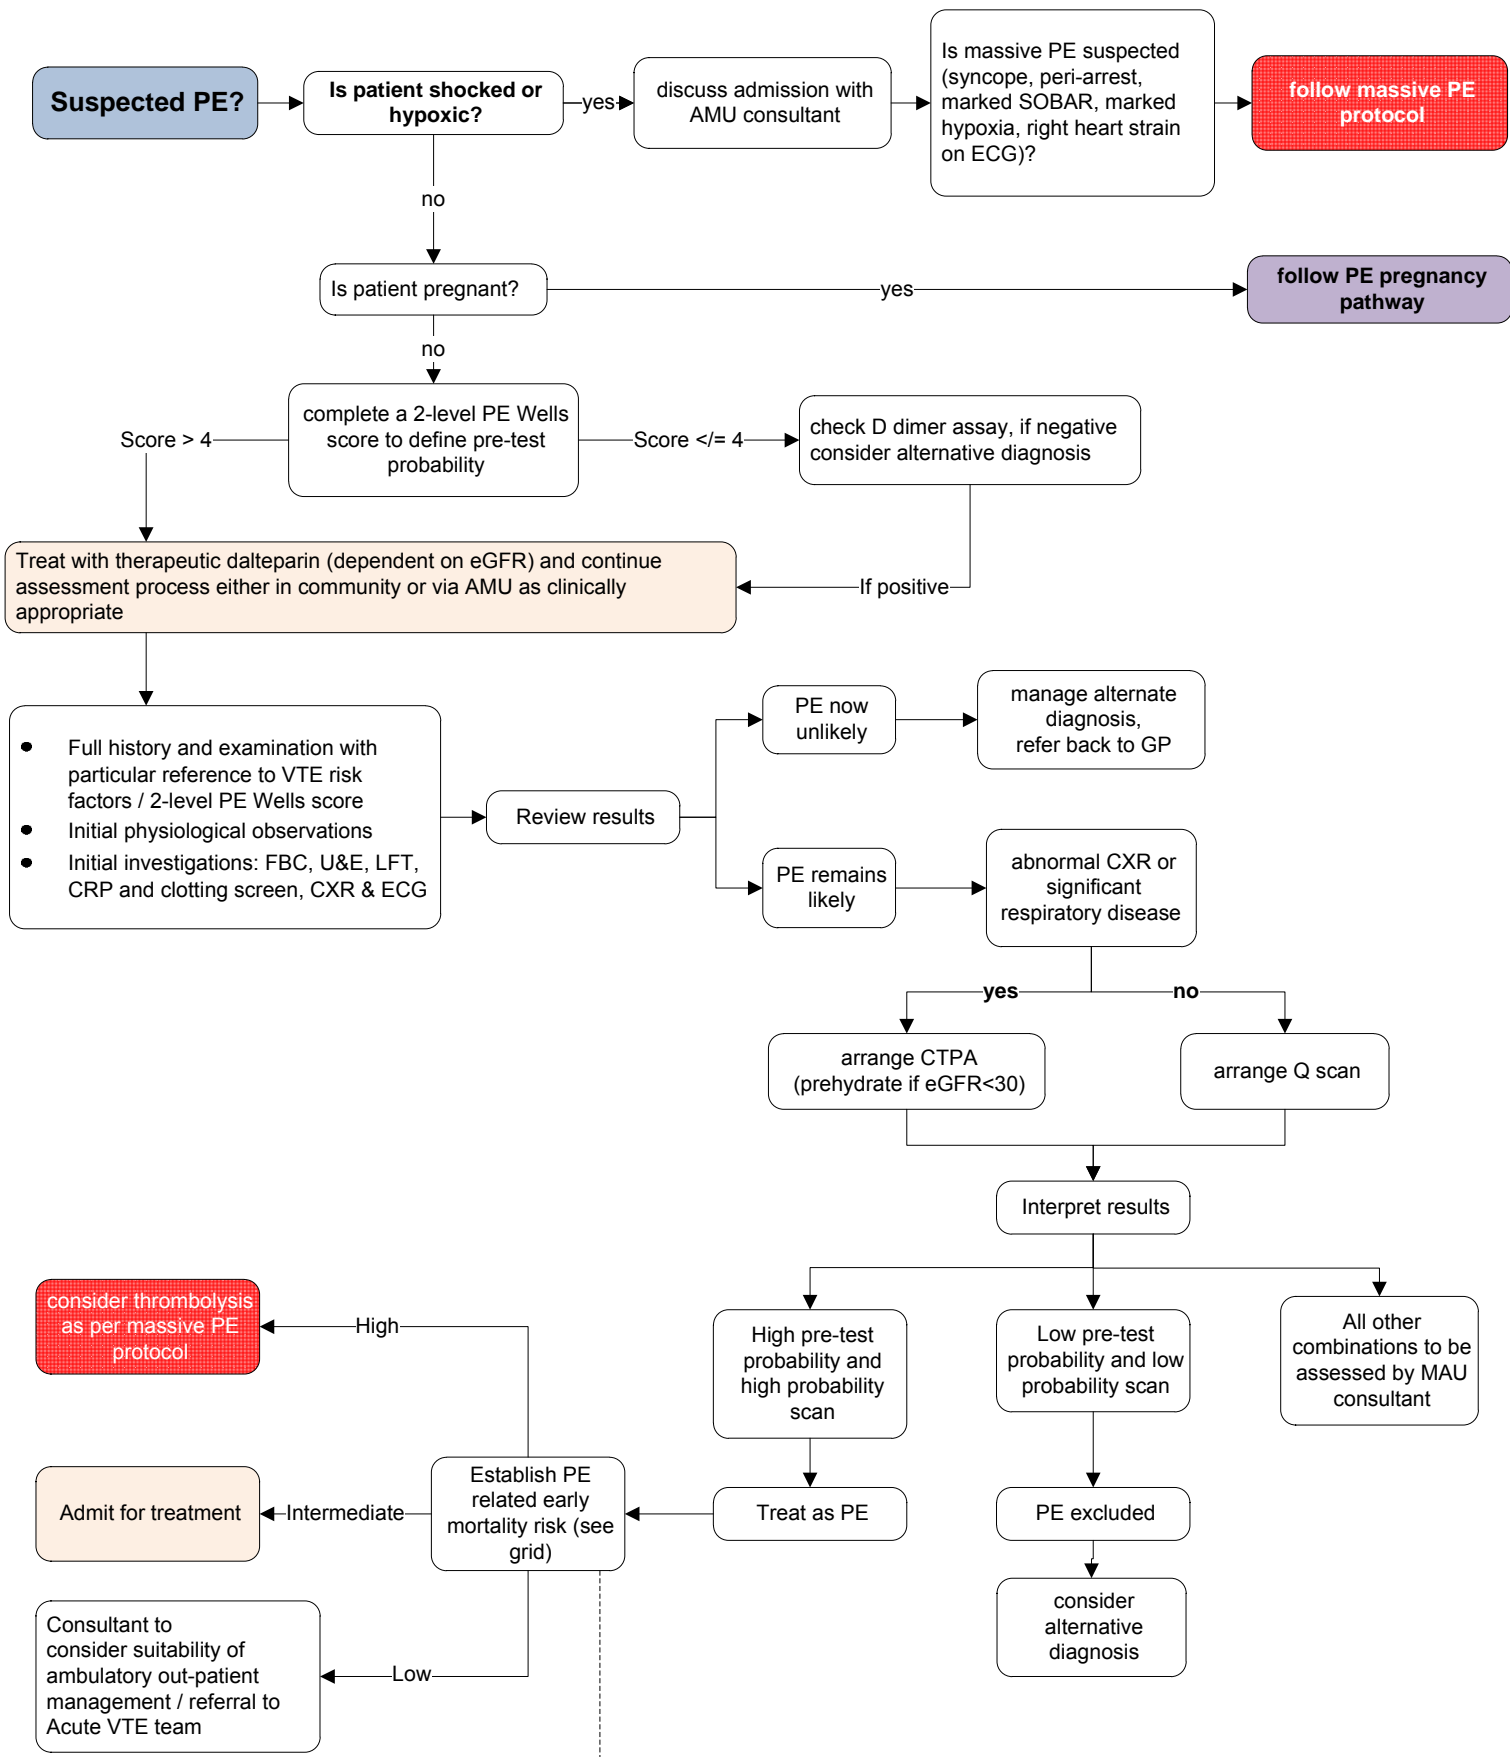 Suspected PE?
Is patient shocked or
hypoxic?
yes
discuss admission with
AMU consultant
Is massive PE suspected
(syncope, peri-arrest,
marked SOBAR, marked
hypoxia, right heart strain
on ECG)?
follow massive PE
protocol
no
Is patient pregnant?
yes
follow PE pregnancy
pathway
no
complete a 2-level PE Wells
score to define pre-test
probability
Score > 4
Score </= 4
check D dimer assay, if negative
consider alternative diagnosis
Treat with therapeutic dalteparin (dependent on eGFR) and continue
assessment process either in community or via AMU as clinically
appropriate
If positive
● Full history and examination with
particular reference to VTE risk
factors / 2-level PE Wells score
● Initial physiological observations
● Initial investigations: FBC, U&E, LFT,
CRP and clotting screen, CXR & ECG
Review results
PE now
unlikely
manage alternate
diagnosis,
refer back to GP
PE remains
likely
abnormal CXR or
significant
respiratory disease
yes
no
arrange CTPA
(prehydrate if eGFR<30)
arrange Q scan
Interpret results
High pre-test
probability and
high probability
scan
Low pre-test
probability and low
probability scan
All other
combinations to be
assessed by MAU
consultant
Treat as PE
PE excluded
consider
alternative
diagnosis
Establish PE
related early
mortality risk (see
grid)
High
consider thrombolysis
as per massive PE
protocol
Intermediate
Admit for treatment
Low
Consultant to
consider suitability of
ambulatory out-patient
management / referral to
Acute VTE team